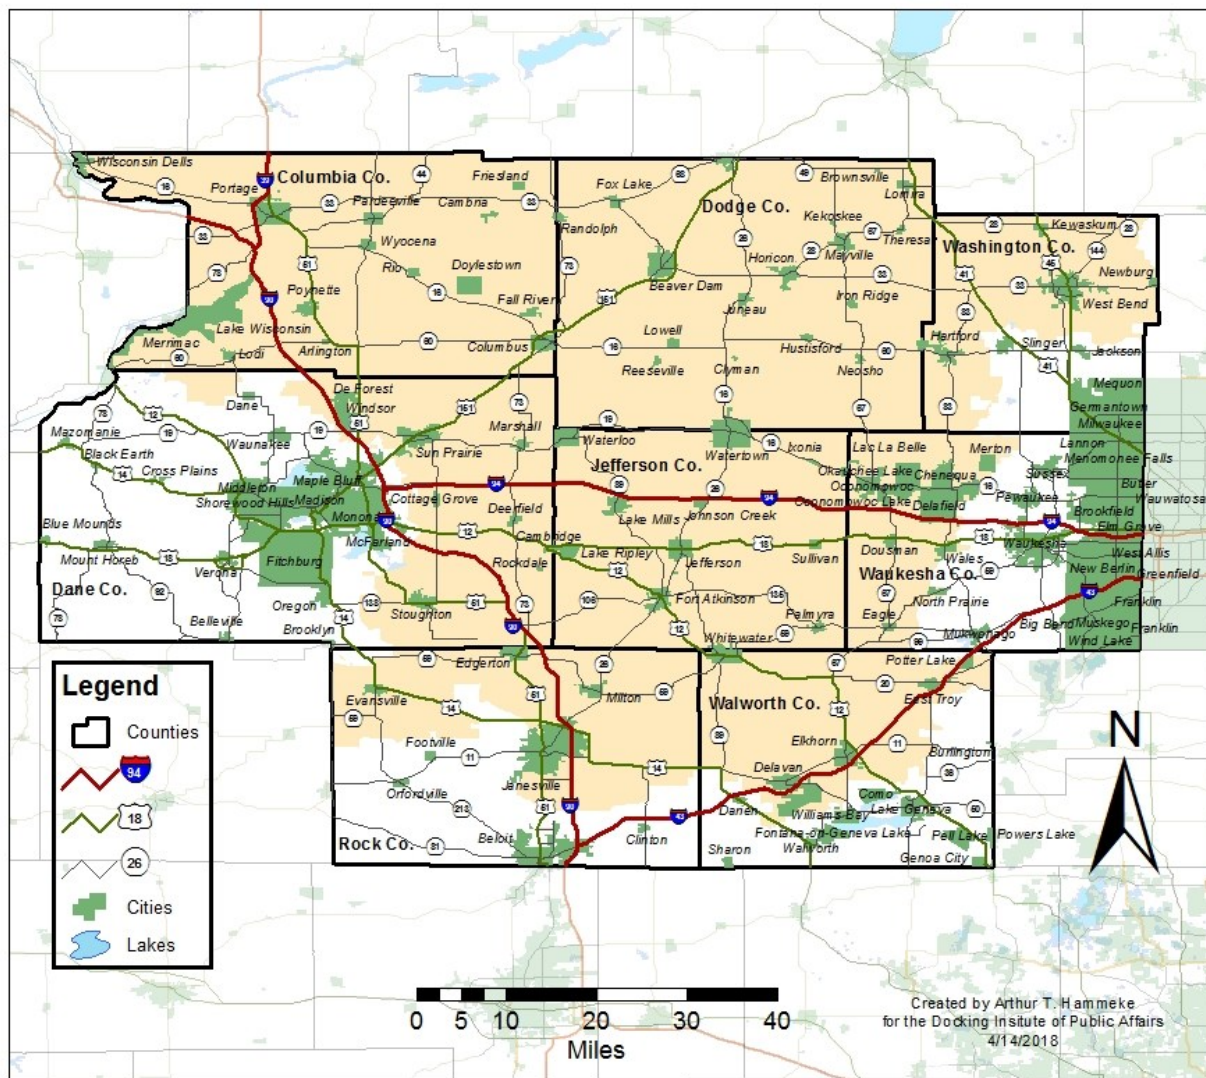 Wisconsin Dells
Portage
Columbia Co.
Friesland
Pardeeville
Cambria
Fox Lake
Brownsville
Lomira
Dodge Co.
Kekoskee
Randolph
Theresa
Kewaskum
Washington Co.
Wyocena
Rio
Doylestown
Horicon
Mayville
Newburg
Poynette
Fall River
Beaver Dam
Iron Ridge
West Bend
Juneau
Lake Wisconsin
Merrimac
Lodi
Arlington
Columbus
Lowell
Hustisford
Hartford
Slinger
Jackson
Reeseville
Clyman
Neosho
De Forest
Dane
Windsor
Mequon
Germantown
Milwaukee
Mazomanie
Waunakee
Marshall
Waterloo
Watertown
Ixonia
Lac La Belle
Merton
Lannon
Black Earth
Sun Prairie
Jefferson Co.
Menomonee Falls
Cross Plains
Maple Bluff
Okauchee Lake
Chenequa
Sussex
Middleton
Oconomowoc
Butler
Shorewood Hills
Madison
Cottage Grove
Oconomowoc Lake
Delafield
Pewaukee
Wauwatosa
Monona
Deerfield
Lake Mills
Johnson Creek
Brookfield
Blue Mounds
McFarland
Cambridge
Elm Grove
Mount Horeb
Fitchburg
Rockdale
Lake Ripley
Jefferson
Sullivan
Dousman
Wales
Waukesha
West Allis
Verona
Waukesha Co.
New Berlin
Greenfield
Dane Co.
Oregon
Stoughton
Fort Atkinson
Palmyra
Eagle
North Prairie
Franklin
Belleville
Brooklyn
Whitewater
Mukwonago
Big Bend
Muskego
Franklin
Wind Lake
Edgerton
Potter Lake
Evansville
Milton
Walworth Co.
East Troy
Footville
Elkhorn
Burlington
Orfordville
Janesville
Delavan
Como
Lake Geneva
Darien
Williams Bay
Rock Co.
Beloit
Clinton
Fontana-on-Geneva Lake
Pell Lake
Powers Lake
Walworth
Sharon
Genoa City
Legend
Counties
94
18
26
Cities
Lakes
N
0 5 10 20 30 40
Miles
Created by Arthur T. Hammeke
for the Docking Insitute of Public Affairs
4/14/2018